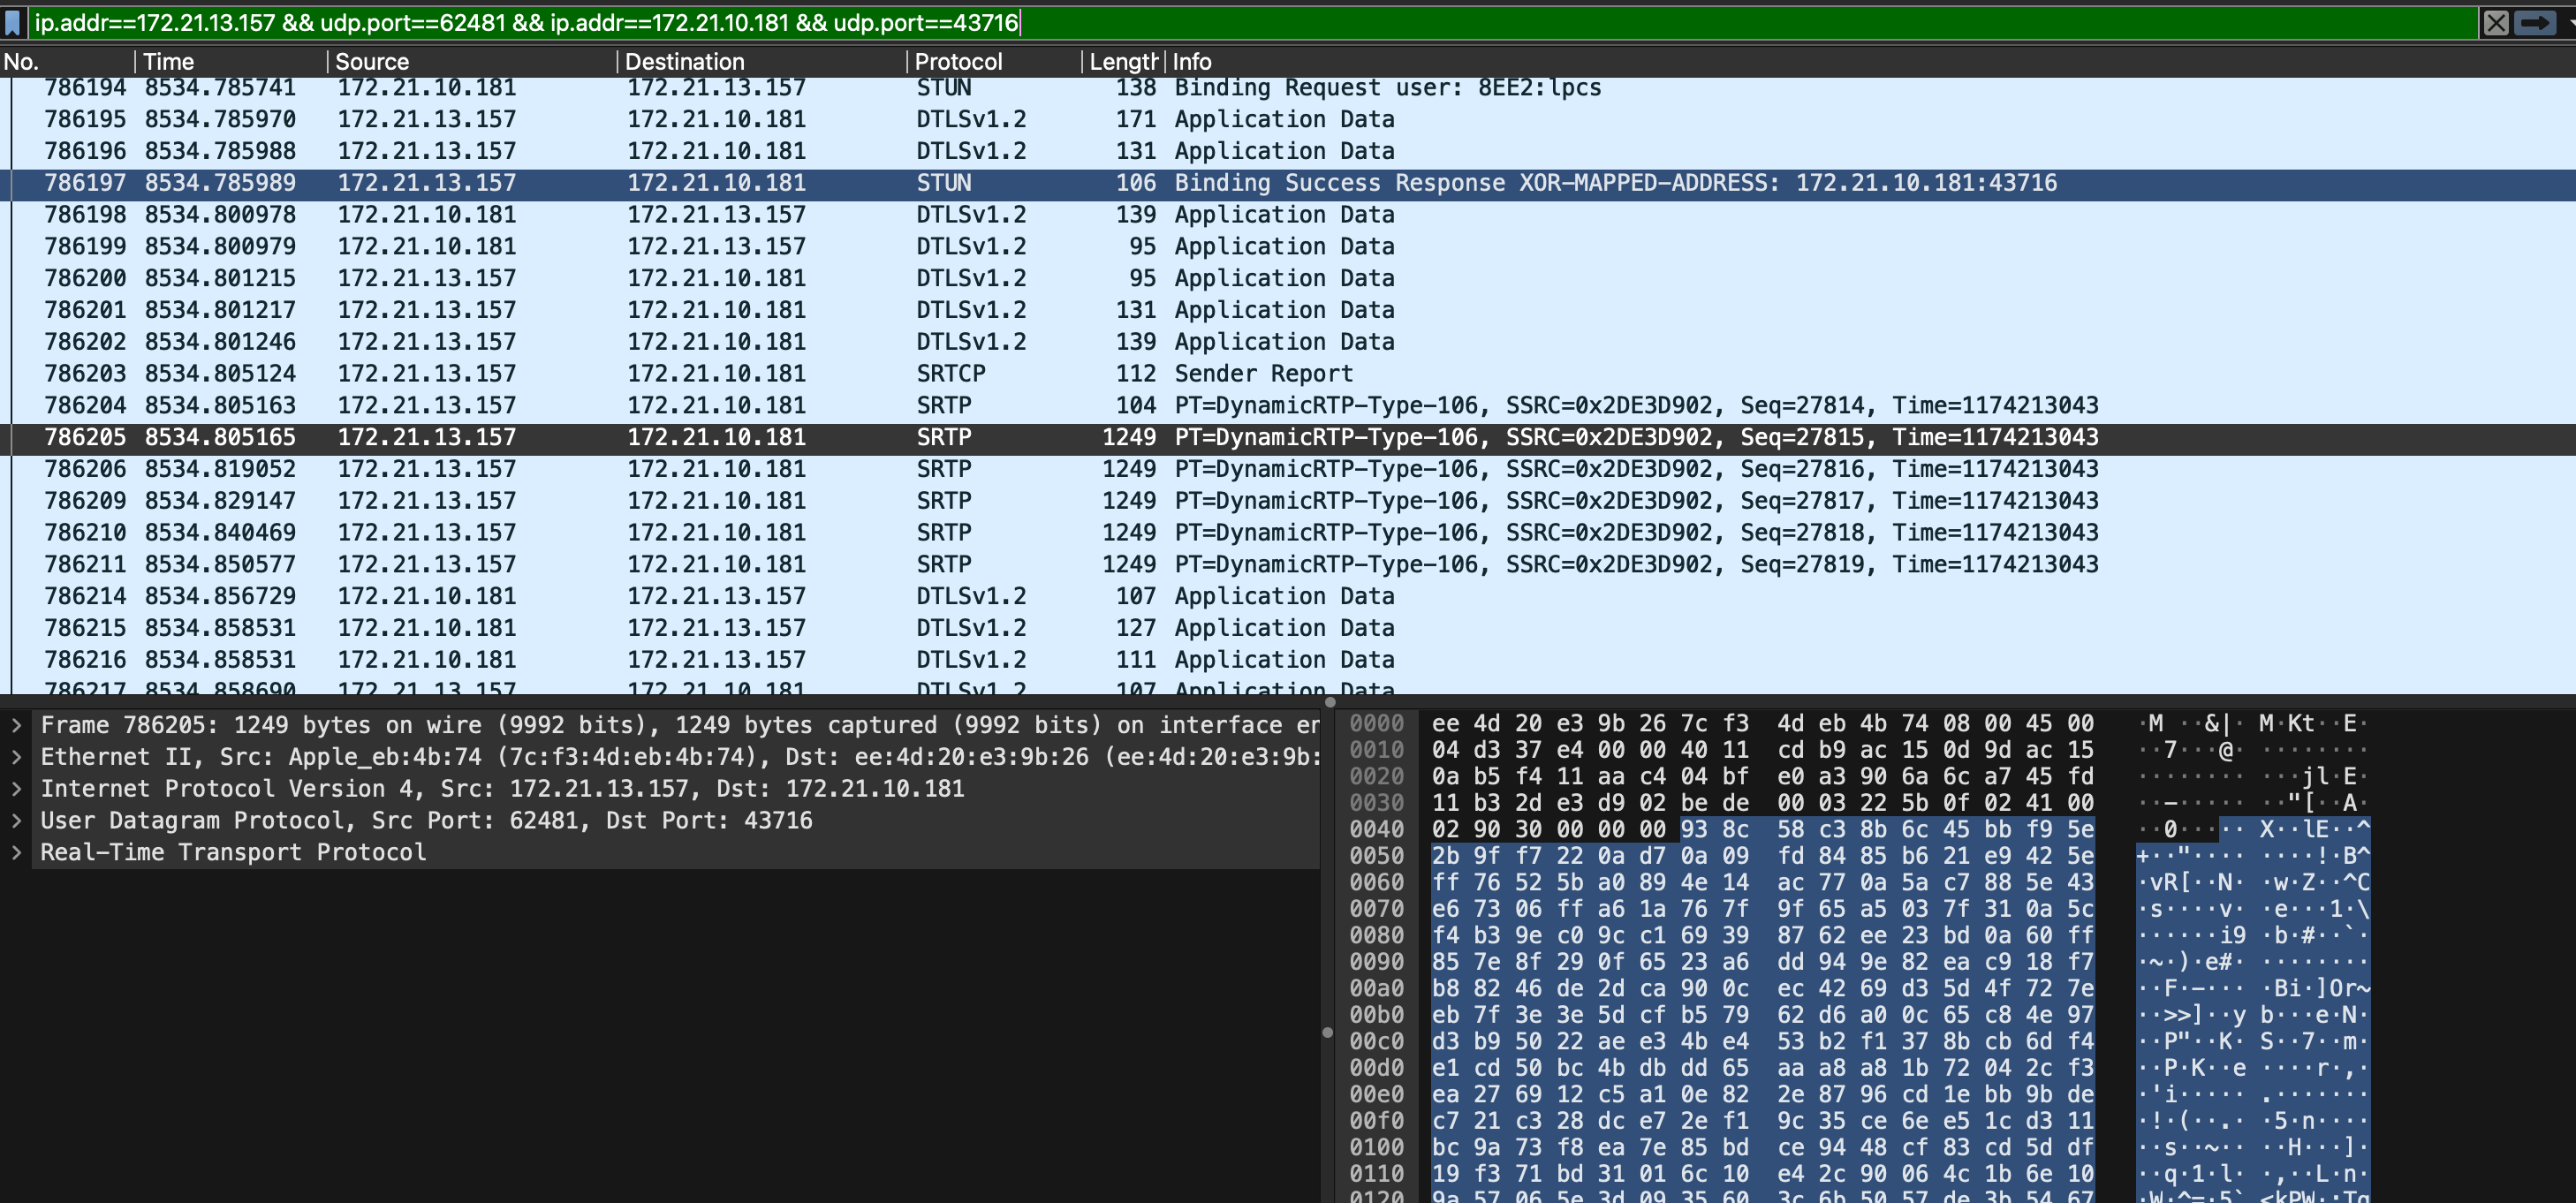 ip.addr==172.21.13.157 && udp.port==62481 && ip.addr==172.21.10.181 && udp.port==43716
No. Time Source Destination Protocol Length Info
786194 8534.785741 172.21.10.181 172.21.13.157 STUN 138 Binding Request user: 8EE2:lpcs
786195 8534.785970 172.21.13.157 172.21.10.181 DTLSv1.2 171 Application Data
786196 8534.785988 172.21.13.157 172.21.10.181 DTLSv1.2 131 Application Data
786197 8534.785989 172.21.13.157 172.21.10.181 STUN 106 Binding Success Response XOR-MAPPED-ADDRESS: 172.21.10.181:43716
786198 8534.800978 172.21.10.181 172.21.13.157 DTLSv1.2 139 Application Data
786199 8534.800979 172.21.10.181 172.21.13.157 DTLSv1.2 95 Application Data
786200 8534.801215 172.21.13.157 172.21.10.181 DTLSv1.2 95 Application Data
786201 8534.801217 172.21.13.157 172.21.10.181 DTLSv1.2 131 Application Data
786202 8534.801246 172.21.13.157 172.21.10.181 DTLSv1.2 139 Application Data
786203 8534.805124 172.21.13.157 172.21.10.181 SRTCP 112 Sender Report
786204 8534.805163 172.21.13.157 172.21.10.181 SRTP 104 PT=DynamicRTP-Type-106, SSRC=0x2DE3D902, Seq=27814, Time=1174213043
786205 8534.805165 172.21.13.157 172.21.10.181 SRTP 1249 PT=DynamicRTP-Type-106, SSRC=0x2DE3D902, Seq=27815, Time=1174213043
786206 8534.819052 172.21.13.157 172.21.10.181 SRTP 1249 PT=DynamicRTP-Type-106, SSRC=0x2DE3D902, Seq=27816, Time=1174213043
786209 8534.829147 172.21.13.157 172.21.10.181 SRTP 1249 PT=DynamicRTP-Type-106, SSRC=0x2DE3D902, Seq=27817, Time=1174213043
786210 8534.840469 172.21.13.157 172.21.10.181 SRTP 1249 PT=DynamicRTP-Type-106, SSRC=0x2DE3D902, Seq=27818, Time=1174213043
786211 8534.850577 172.21.13.157 172.21.10.181 SRTP 1249 PT=DynamicRTP-Type-106, SSRC=0x2DE3D902, Seq=27819, Time=1174213043
786214 8534.856729 172.21.10.181 172.21.13.157 DTLSv1.2 107 Application Data
786215 8534.858531 172.21.10.181 172.21.13.157 DTLSv1.2 127 Application Data
786216 8534.858531 172.21.10.181 172.21.13.157 DTLSv1.2 111 Application Data
786217 8534.858690 172.21.13.157 172.21.10.181 DTLSv1.2 107 Application Data
Frame 786205: 1249 bytes on wire (9992 bits), 1249 bytes captured (9992 bits) on interface en
Ethernet II, Src: Apple_eb:4b:74 (7c:f3:4d:eb:4b:74), Dst: ee:4d:20:e3:9b:26 (ee:4d:20:e3:9b:
Internet Protocol Version 4, Src: 172.21.13.157, Dst: 172.21.10.181
User Datagram Protocol, Src Port: 62481, Dst Port: 43716
Real-Time Transport Protocol
0000 ee 4d 20 e3 9b 26 7c f3 4d eb 4b 74 08 00 45 00 ·M ··&|· M·Kt··E·
0010 04 d3 37 e4 00 00 40 11 cd b9 ac 15 0d 9d ac 15 ··7···@· ········
0020 0a b5 f4 11 aa c4 04 bf e0 a3 90 6a 6c a7 45 fd ········ ···jl·E·
0030 11 b3 2d e3 d9 02 be de 00 03 22 5b 0f 02 41 00 ··-····· ··"[··A·
0040 02 90 30 00 00 00 00 93 8c 58 c3 8b 6c 45 bb f9 5e ··0····· ·X··lE··^
0050 2b 9f f7 22 0a d7 0a 09 fd 84 85 b6 21 e9 42 5e +··"···· ····!·B^
0060 ff 76 52 5b a0 89 4e 14 ac 77 0a 5a c7 88 5e 43 ·vR[··N· ·w·Z··^C
0070 e6 73 06 ff a6 1a 76 7f 9f 65 a5 03 7f 31 0a 5c ·s····v· ·e···1·\
0080 f4 b3 9e c0 9c c1 69 39 87 62 ee 23 bd 0a 60 ff ······i9 ·b·#··`·
0090 85 7e 8f 29 0f 65 23 a6 dd 94 9e 82 ea c9 18 f7 ·~·)·e#· ········
00a0 b8 82 46 de 2d ca 90 0c ec 42 69 d3 5d 4f 72 7e ··F·-··· ·Bi·]Or~
00b0 eb 7f 3e 3e 5d cf b5 79 62 d6 a0 0c 65 c8 4e 97 ··>>]··y b···e·N·
00c0 d3 b9 50 22 ae e3 4b e4 53 b2 f1 37 8b cb 6d f4 ··P"··K· S··7··m·
00d0 e1 cd 50 bc 4b db dd 65 aa a8 a8 1b 72 04 2c f3 ··P·K··e ····r·,·
00e0 ea 27 69 12 c5 a1 0e 82 2e 87 96 cd 1e bb 9b de ·'i····· .·······
00f0 c7 21 c3 28 dc e7 2e f1 9c 35 ce 6e e5 1c d3 11 ·!·(··.· ·5·n····
0100 bc 9a 73 f8 ea 7e 85 bd ce 94 48 cf 83 cd 5d df ··s··~·· ··H···]·
0110 19 f3 71 bd 31 01 6c 10 e4 2c 90 06 4c 1b 6e 10 ··q·1·l· ·,··L·n·
0120 9a 57 06 5e 3d 09 35 60 3c 6b 50 57 de 3b 54 67 ·W·^=·5` <kPW·;Tg